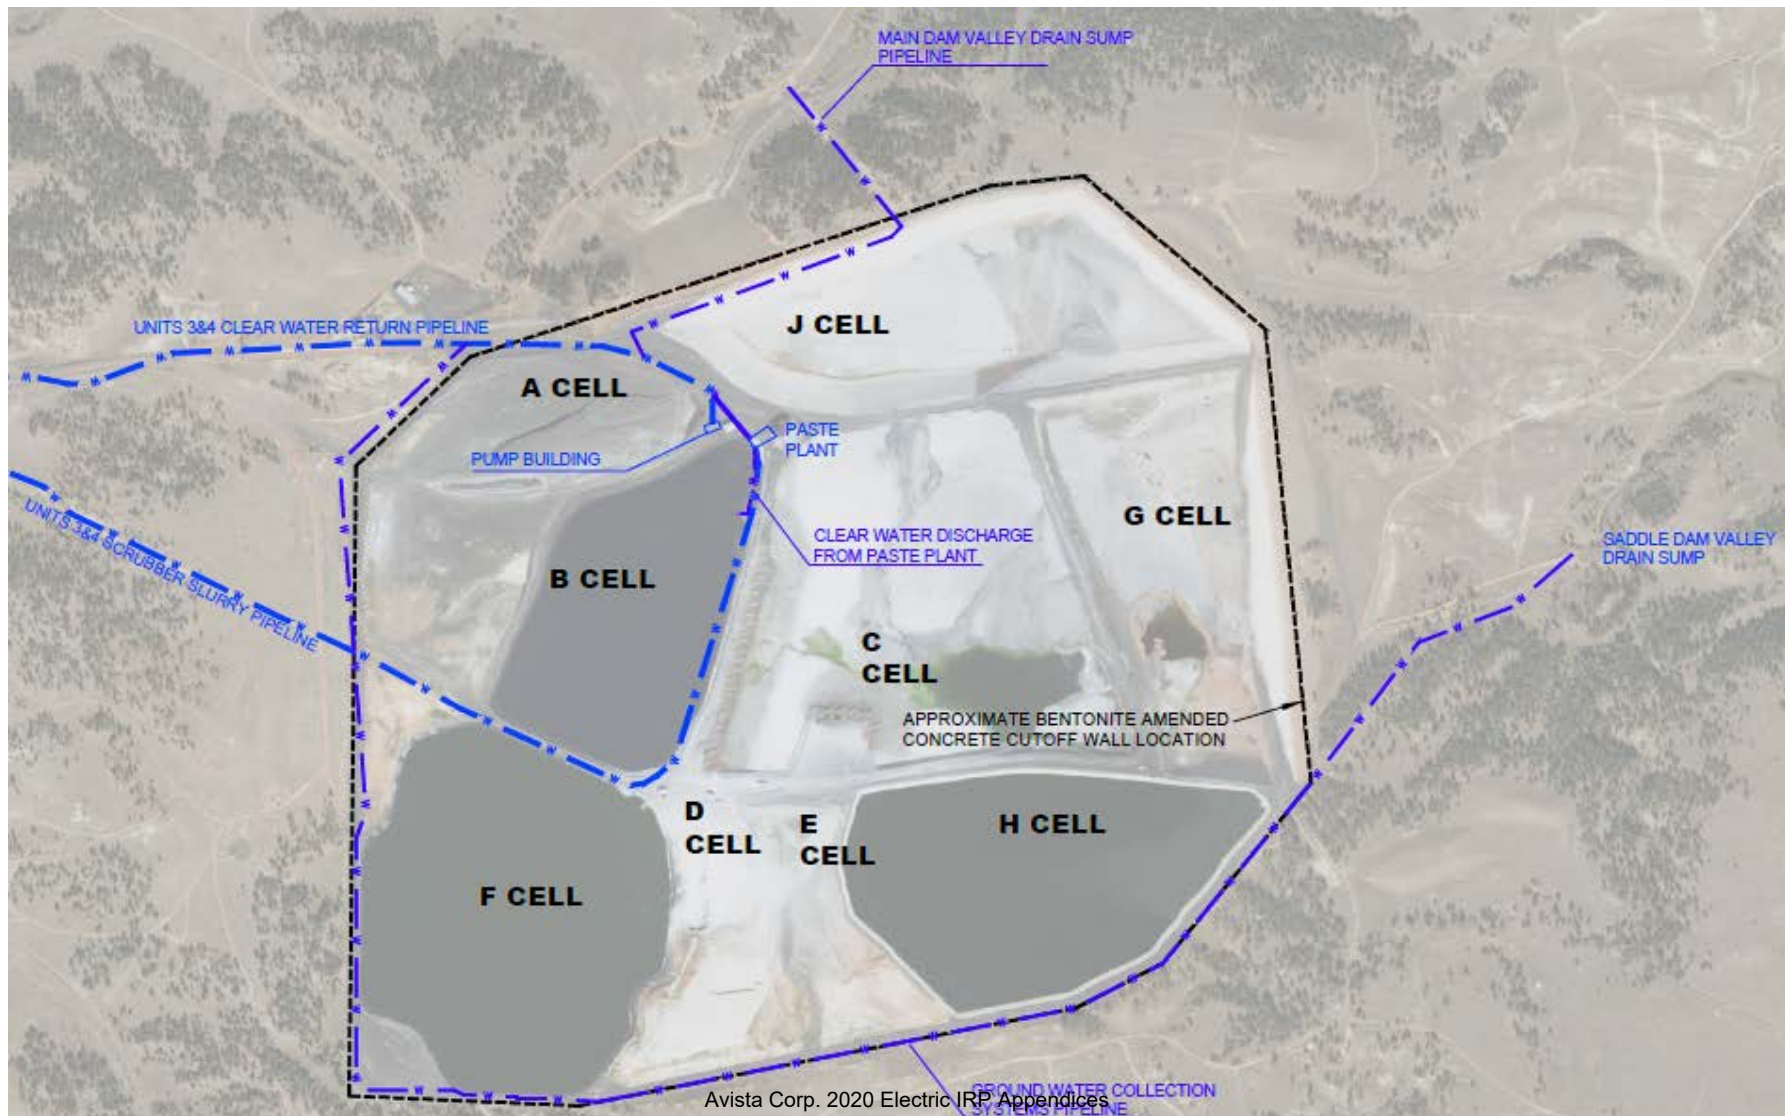 MAIN DAM VALLEY DRAIN SUMP
PIPELINE
UNITS 3&4 CLEAR WATER RETURN PIPELINE
J CELL
A CELL
PASTE
PLANT
PUMP BUILDING
UNITS 3&4 SCRUBBER SLURRY PIPELINE
G CELL
CLEAR WATER DISCHARGE
FROM PASTE PLANT
SADDLE DAM VALLEY
DRAIN SUMP
B CELL
C
CELL
APPROXIMATE BENTONITE AMENDED
CONCRETE CUTOFF WALL LOCATION
D
CELL
E
CELL
H CELL
F CELL
GROUND WATER COLLECTION
SYSTEMS PIPELINE
Avista Corp. 2020 Electric IRP Appendices